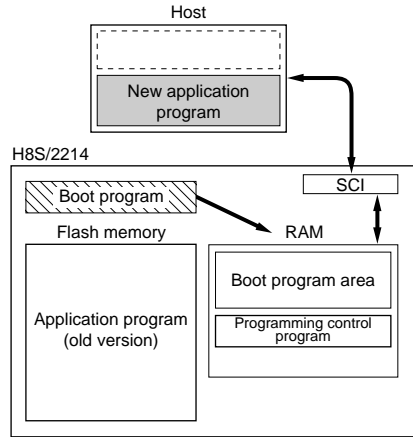 Host
New application
program
H8S/2214
SCI
Boot program
Flash memory
RAM
Application program
(old version)
Boot program area
Programming control
program